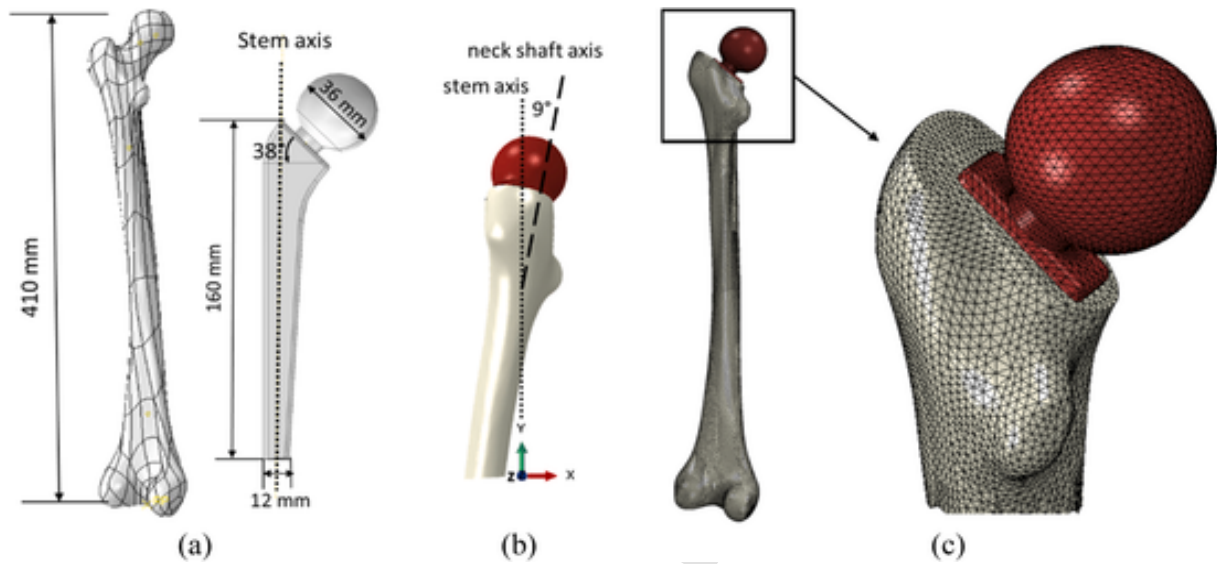 Stem axis
36 mm
38°
410 mm
160 mm
12 mm
(a)
neck shaft axis
stem axis
9°
Y
Z
X
(b)
(c)